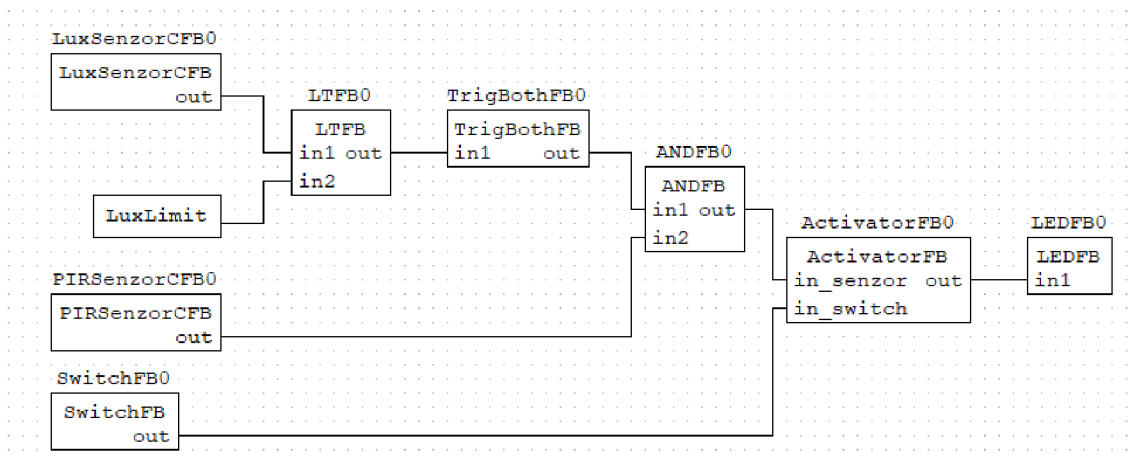 LuxSenzorCFB0
LuxSenzorCFB
out
LTFB0
LTFB
in1 out
in2
LuxLimit
TrigBothFB0
TrigBothFB
in1 out
ANDFB0
ANDFB
in1 out
in2
PIRSenzorCFB0
PIRSenzorCFB
out
SwitchFB0
SwitchFB
out
ActivatorFB0
ActivatorFB
in_senzor out
in_switch
LEDFB0
LEDFB
in1